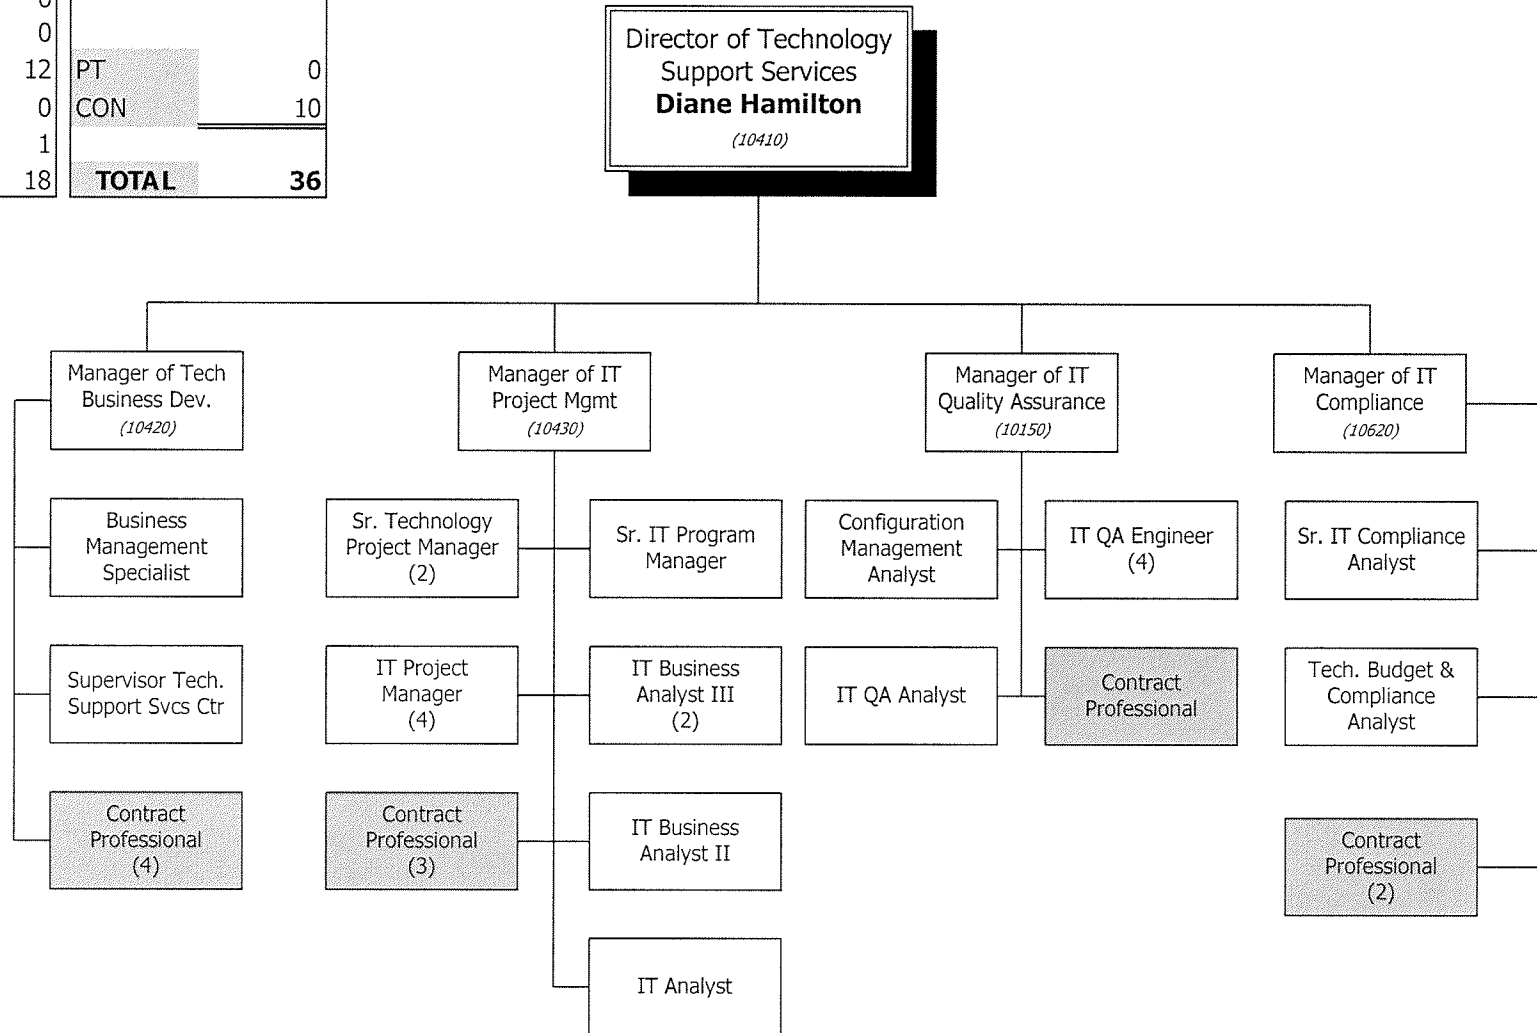 0
0
12 PT 0
0 CON 10
1
18 TOTAL 36
Director of Technology
Support Services
Diane Hamilton
(10410)
Manager of Tech
Business Dev.
(10420)
Business
Management
Specialist
Supervisor Tech.
Support Svcs Ctr
Contract
Professional
(4)
Manager of IT
Project Mgmt
(10430)
Sr. Technology
Project Manager
(2)
Sr. IT Program
Manager
IT Project
Manager
(4)
IT Business
Analyst III
(2)
Contract
Professional
(3)
IT Business
Analyst II
IT Analyst
Manager of IT
Quality Assurance
(10150)
Configuration
Management
Analyst
IT QA Engineer
(4)
IT QA Analyst
Contract
Professional
Manager of IT
Compliance
(10620)
Sr. IT Compliance
Analyst
Tech. Budget &
Compliance
Analyst
Contract
Professional
(2)